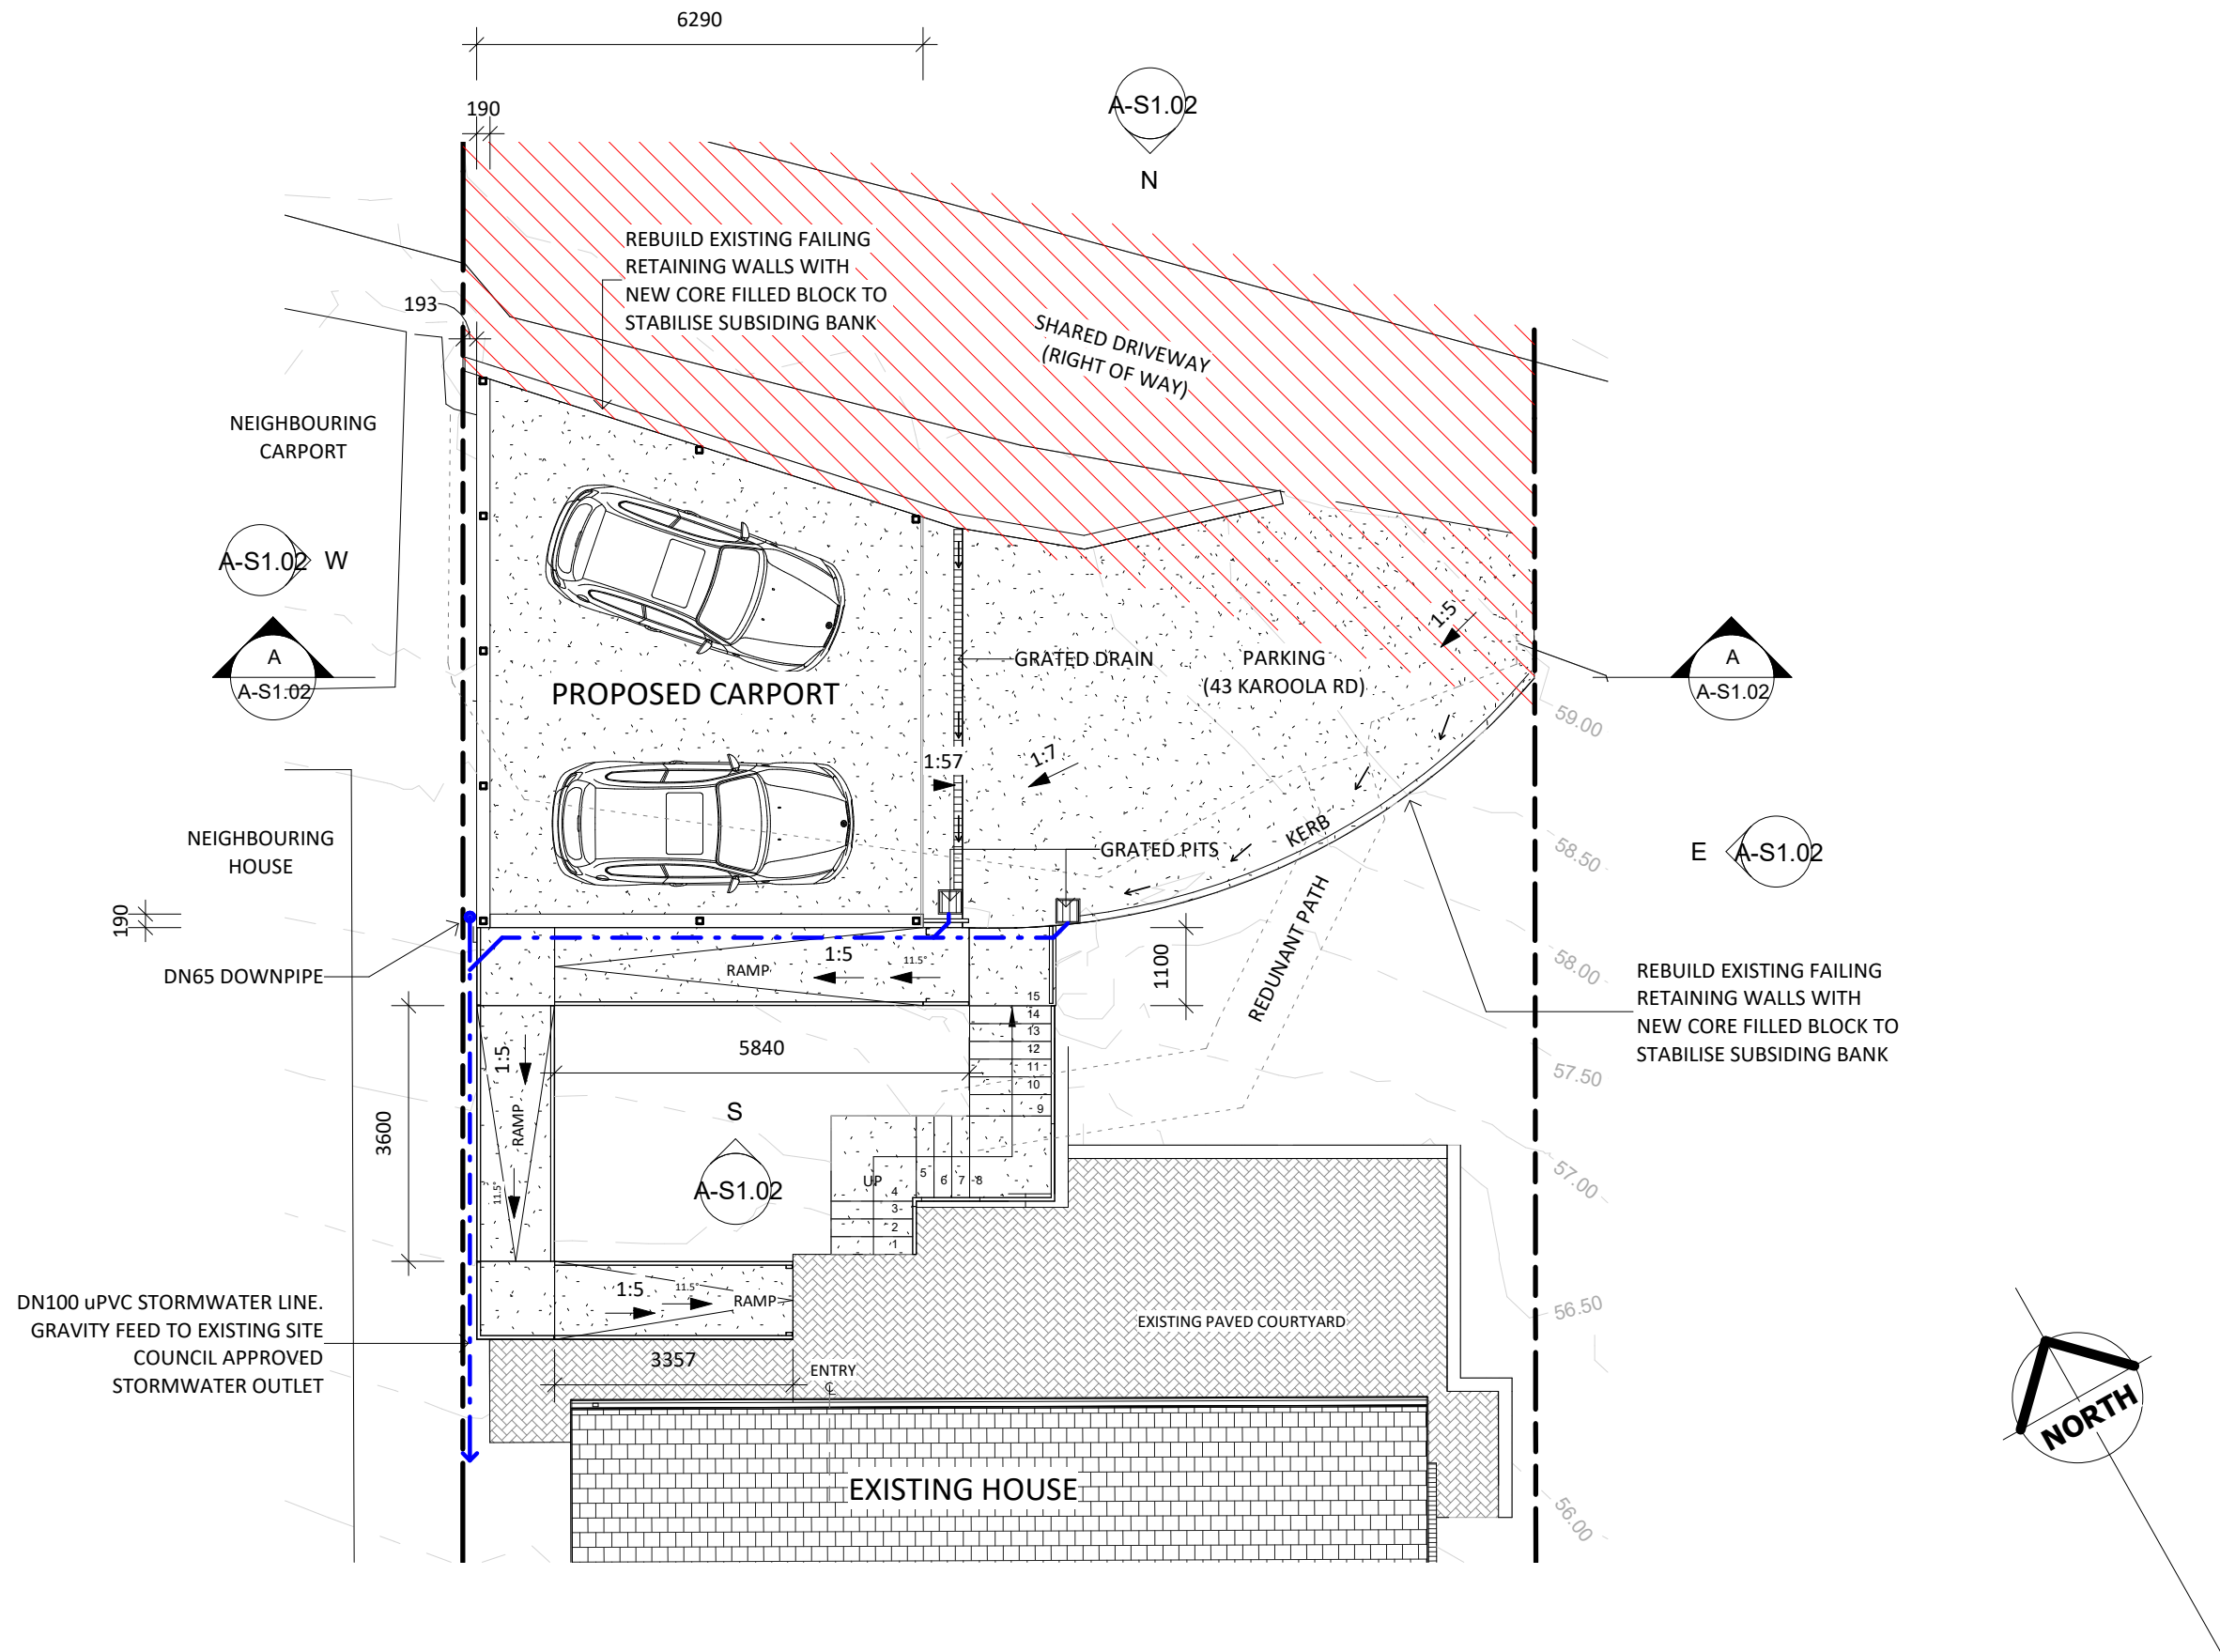 6290
190
A-S1.02
N
REBUILD EXISTING FAILING
RETAINING WALLS WITH
NEW CORE FILLED BLOCK TO
STABILISE SUBSIDING BANK
193
SHARED DRIVEWAY
(RIGHT OF WAY)
NEIGHBOURING
CARPORT
A-S1.02
W
A
A-S1.02
1:5
GRATED DRAIN
PARKING
(43 KAROOLA RD)
A
A-S1.02
PROPOSED CARPORT
59.00
1:57
1:7
KERB
GRATED PITS
58.50
E
A-S1.02
NEIGHBOURING
HOUSE
190
REDUNANT PATH
DN65 DOWNPIPE
1:5
11.5°
RAMP
1100
58.00
REBUILD EXISTING FAILING
RETAINING WALLS WITH
NEW CORE FILLED BLOCK TO
STABILISE SUBSIDING BANK
15
14
13
12
11
10
9
5840
1:5
RAMP
11.5°
3600
57.50
S
A-S1.02
UP
5
6
7
8
4
3
2
1
57.00
1:5
11.5°
RAMP
56.50
EXISTING PAVED COURTYARD
DN100 uPVC STORMWATER LINE.
GRAVITY FEED TO EXISTING SITE
COUNCIL APPROVED
STORMWATER OUTLET
3357
ENTRY
NORTH
EXISTING HOUSE
56.00